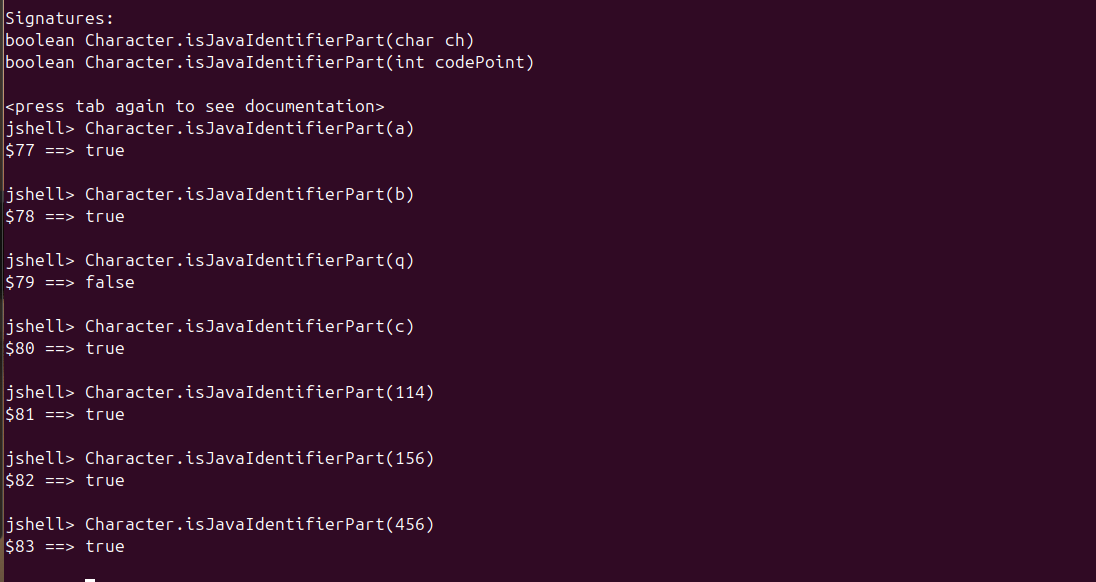 Signatures:
boolean Character.isJavaIdentifierPart(char ch)
boolean Character.isJavaIdentifierPart(int codePoint)
<press tab again to see documentation>
jshell> Character.isJavaIdentifierPart(a)
$77 ==> true
jshell> Character.isJavaIdentifierPart(b)
$78 ==> true
jshell> Character.isJavaIdentifierPart(q)
$79 ==> false
jshell> Character.isJavaIdentifierPart(c)
$80 ==> true
jshell> Character.isJavaIdentifierPart(114)
$81 ==> true
jshell> Character.isJavaIdentifierPart(156)
$82 ==> true
jshell> Character.isJavaIdentifierPart(456)
$83 ==> true